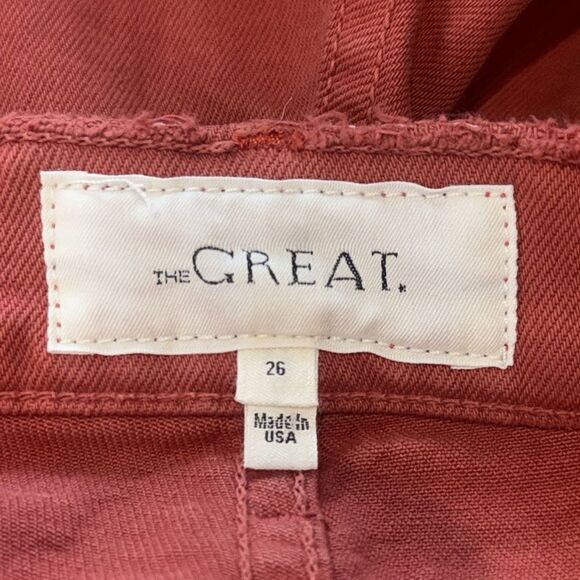 THE GREAT.
26
Made In
USA